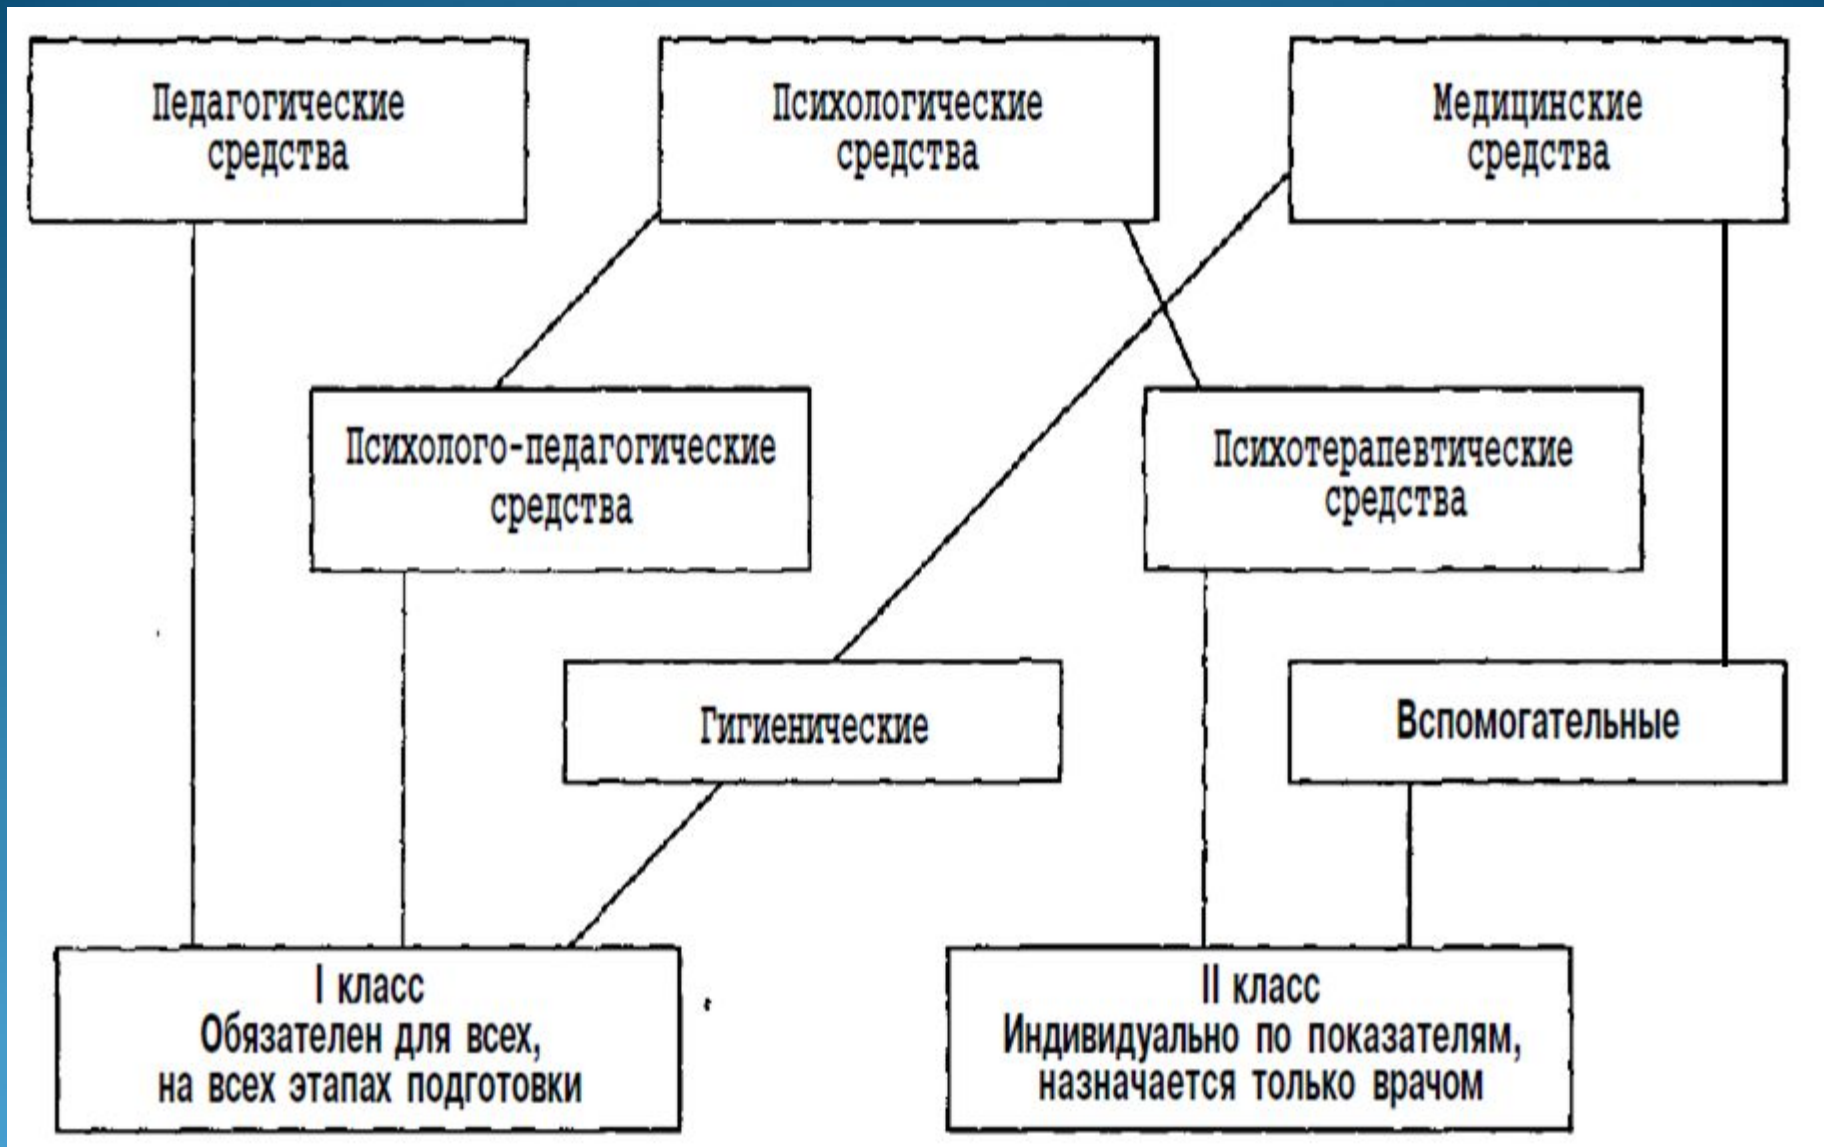 Педагогические
средства
Психологические
средства
Медицинские
средства
Психолого-педагогические
средства
Психотерапевтические
средства
Гигиенические
Вспомогательные
I класс
Обязателен для всех,
на всех этапах подготовки
II класс
Индивидуально по показателям,
назначается только врачом